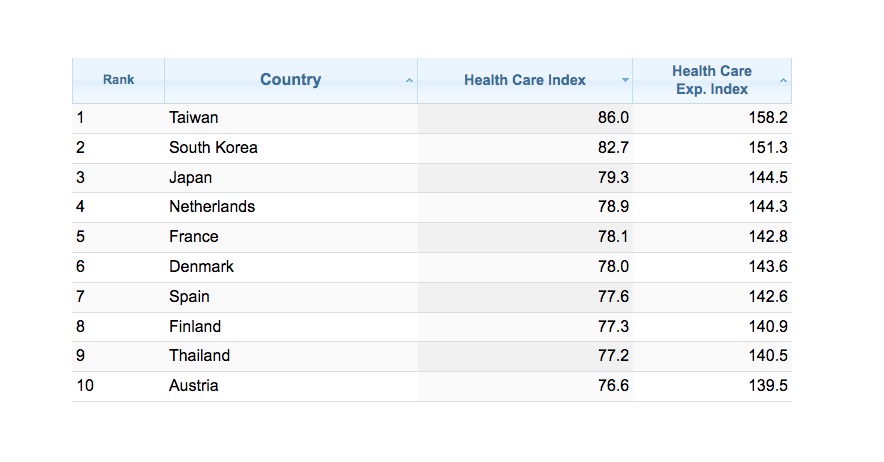 Rank Country Health Care Index Health Care
Exp. Index
1 Taiwan 86.0 158.2
2 South Korea 82.7 151.3
3 Japan 79.3 144.5
4 Netherlands 78.9 144.3
5 France 78.1 142.8
6 Denmark 78.0 143.6
7 Spain 77.6 142.6
8 Finland 77.3 140.9
9 Thailand 77.2 140.5
10 Austria 76.6 139.5